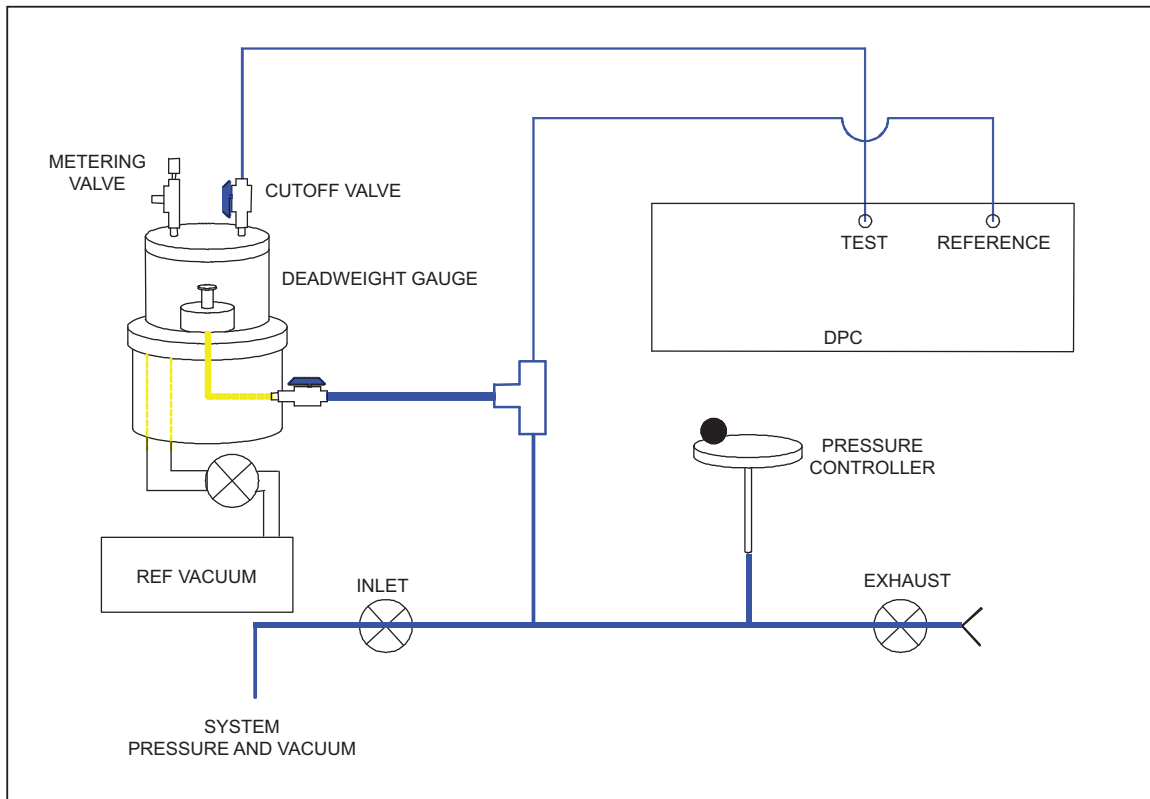 METERING
VALVE
CUTOFF VALVE
TEST
REFERENCE
DEADWEIGHT GAUGE
DPC
PRESSURE
CONTROLLER
REF VACUUM
INLET
EXHAUST
SYSTEM
PRESSURE AND VACUUM